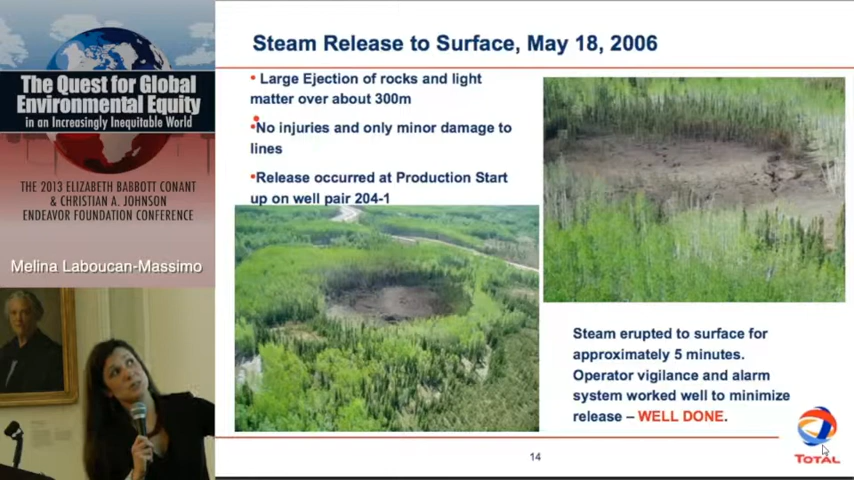 The Quest for Global
Environmental Equity
in an Increasingly Inequitable World
THE 2013 ELIZABETH BABBOTT CONANT
& CHRISTIAN A. JOHNSON
ENDEAVOR FOUNDATION CONFERENCE
Melina Laboucan-Massimo
Steam Release to Surface, May 18, 2006
• Large Ejection of rocks and light
matter over about 300m
•No injuries and only minor damage to
lines
•Release occurred at Production Start
up on well pair 204-1
Steam erupted to surface for
approximately 5 minutes.
Operator vigilance and alarm
system worked well to minimize
release – WELL DONE.
14
TOTAL